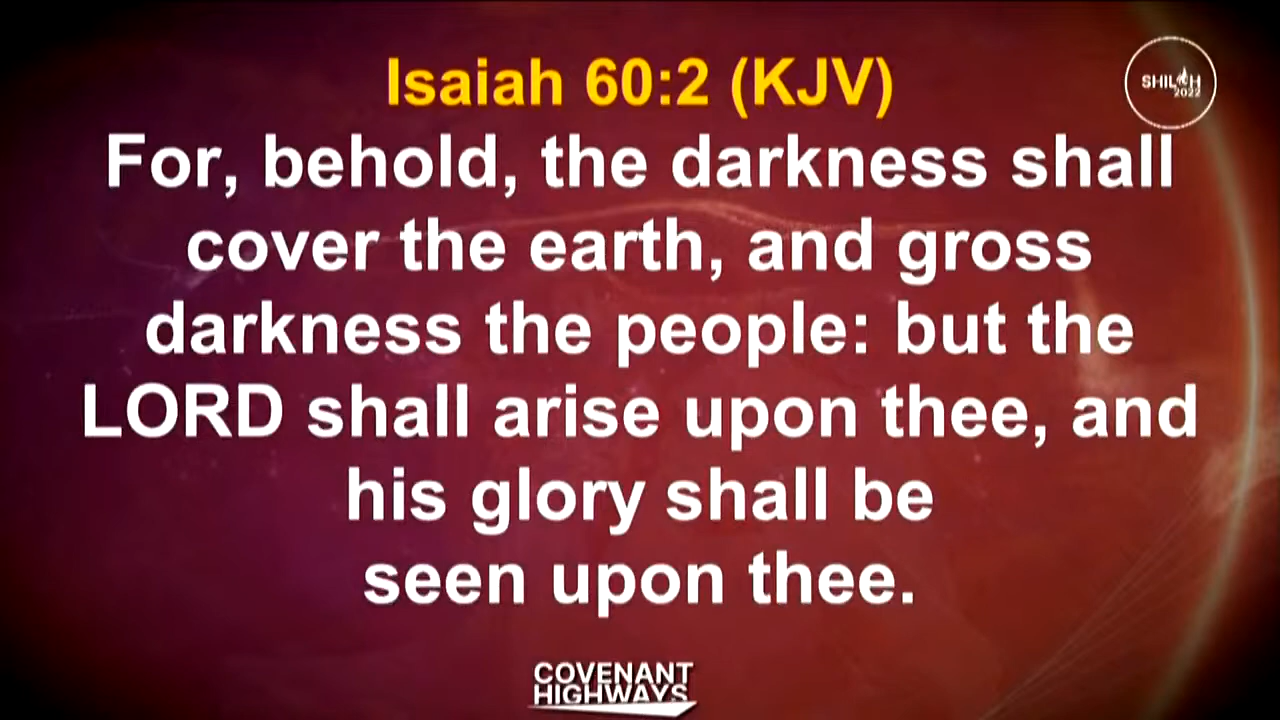 Isaiah 60:2 (KJV)
SHILOH
2022
For, behold, the darkness shall
cover the earth, and gross
darkness the people: but the
LORD shall arise upon thee, and
his glory shall be
seen upon thee.
COVENANT
HIGHWAYS